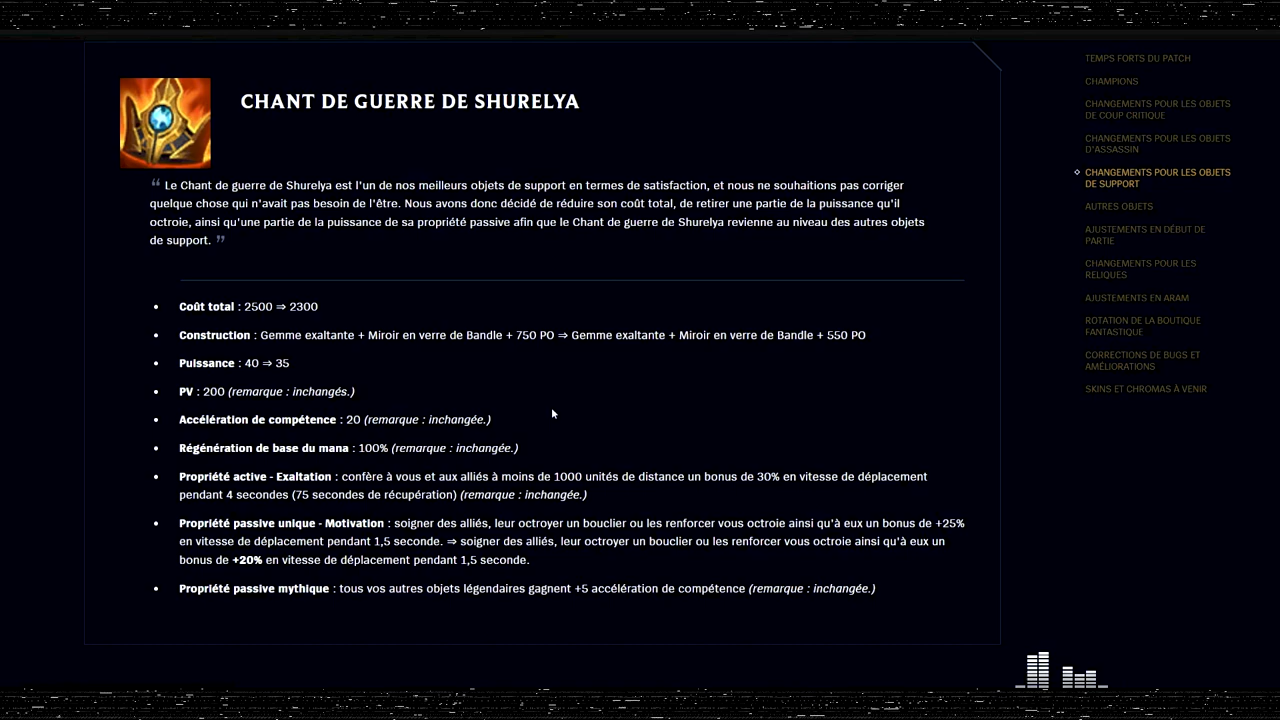 CHANT DE GUERRE DE SHURELYA
“ Le Chant de guerre de Shurelya est l'un de nos meilleurs objets de support en termes de satisfaction, et nous ne souhaitions pas corriger
quelque chose qui n'avait pas besoin de l'être. Nous avons donc décidé de réduire son coût total, de retirer une partie de la puissance qu'il
octroie, ainsi qu'une partie de la puissance de sa propriété passive afin que le Chant de guerre de Shurelya revienne au niveau des autres objets
de support. ”
• Coût total : 2500 ⇒ 2300
• Construction : Gemme exaltante + Miroir en verre de Bandle + 750 PO ⇒ Gemme exaltante + Miroir en verre de Bandle + 550 PO
• Puissance : 40 ⇒ 35
• PV : 200 (remarque : inchangés.)
• Accélération de compétence : 20 (remarque : inchangée.)
• Régénération de base du mana : 100% (remarque : inchangée.)
• Propriété active - Exaltation : confère à vous et aux alliés à moins de 1000 unités de distance un bonus de 30% en vitesse de déplacement
pendant 4 secondes (75 secondes de récupération) (remarque : inchangée.)
• Propriété passive unique - Motivation : soigner des alliés, leur octroyer un bouclier ou les renforcer vous octroie ainsi qu'à eux un bonus de +25%
en vitesse de déplacement pendant 1,5 seconde. ⇒ soigner des alliés, leur octroyer un bouclier ou les renforcer vous octroie ainsi qu'à eux un
bonus de +20% en vitesse de déplacement pendant 1,5 seconde.
• Propriété passive mythique : tous vos autres objets légendaires gagnent +5 accélération de compétence (remarque : inchangée.)
TEMPS FORTS DU PATCH
CHAMPIONS
CHANGEMENTS POUR LES OBJETS
DE COUP CRITIQUE
CHANGEMENTS POUR LES OBJETS
D'ASSASSIN
CHANGEMENTS POUR LES OBJETS
DE SUPPORT
AUTRES OBJETS
AJUSTEMENTS EN DÉBUT DE
PARTIE
CHANGEMENTS POUR LES
RELIQUES
AJUSTEMENTS EN ARAM
ROTATION DE LA BOUTIQUE
FANTASTIQUE
CORRECTIONS DE BUGS ET
AMÉLIORATIONS
SKINS ET CHROMAS À VENIR